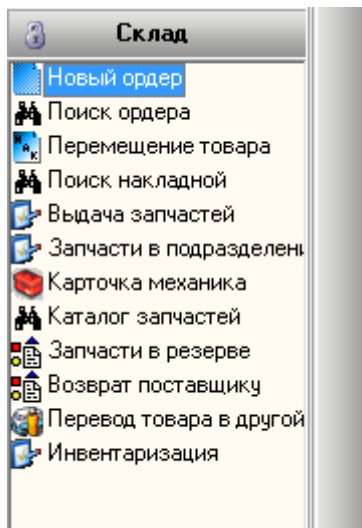 Склад
Новый ордер
Поиск ордера
Перемещение товара
Поиск накладной
Выдача запчастей
Запчасти в подразделени
Карточка механика
Каталог запчастей
Запчасти в резерве
Возврат поставщику
Перевод товара в другой
Инвентаризация